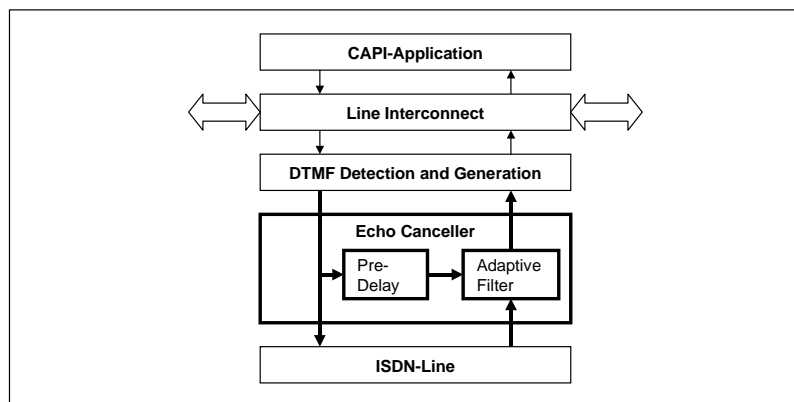 CAPI-Application
Line Interconnect
DTMF Detection and Generation
Echo Canceller
Pre-
Delay
Adaptive
Filter
ISDN-Line